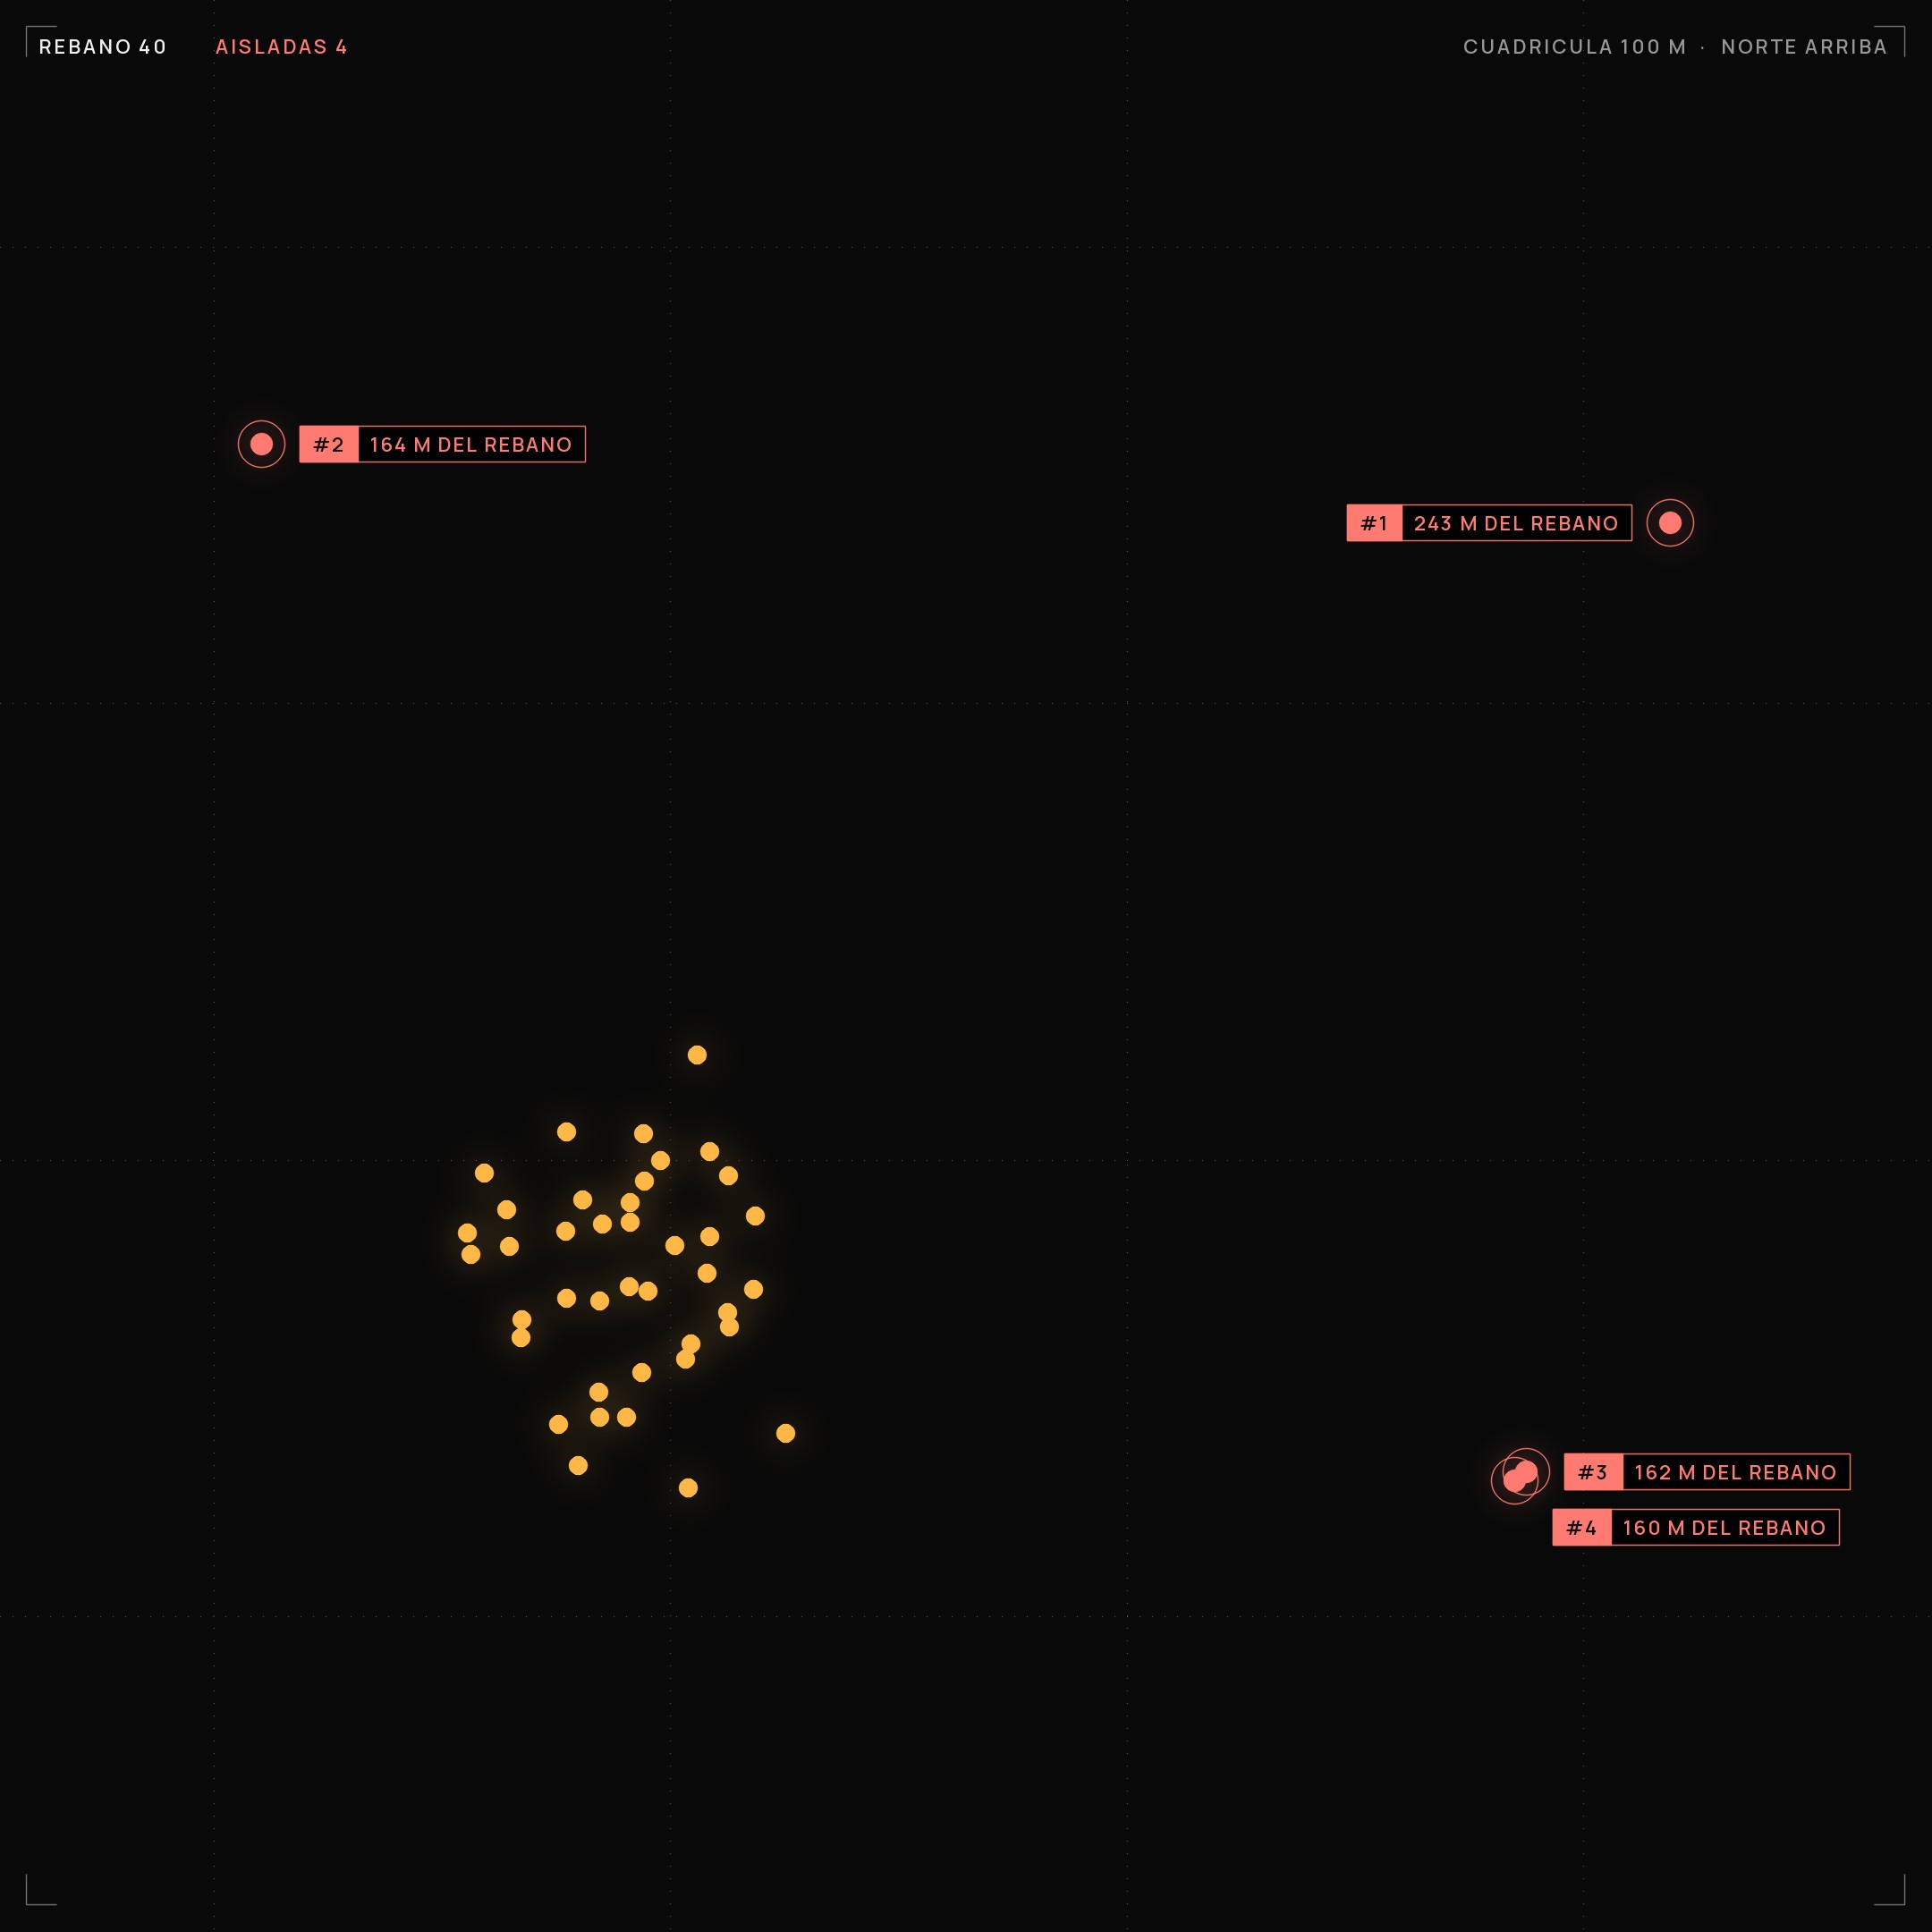 REBANO 40 AISLADAS 4 CUADRICULA 100 M · NORTE ARRIBA
#2 164 M DEL REBANO
#1 243 M DEL REBANO
#3 162 M DEL REBANO
#4 160 M DEL REBANO